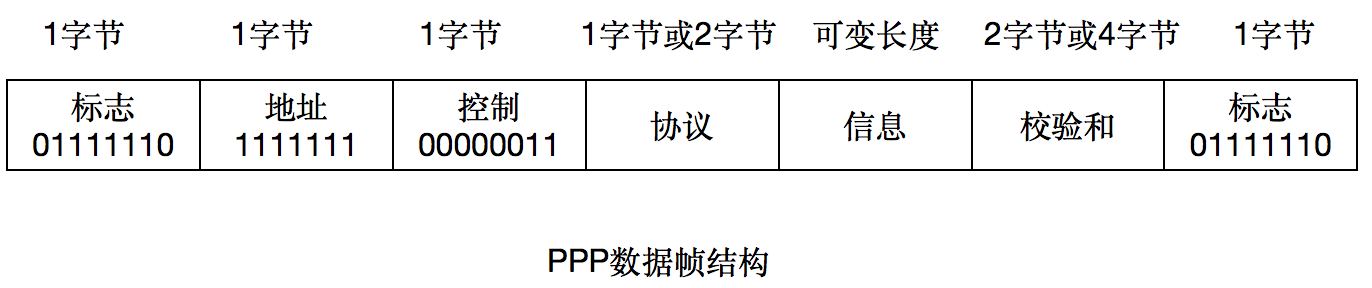 1字节 1字节 1字节 1字节或2字节 可变长度 2字节或4字节 1字节
标志 地址 控制 协议 信息 校验和 标志
01111110 1111111 00000011 01111110
PPP数据帧结构